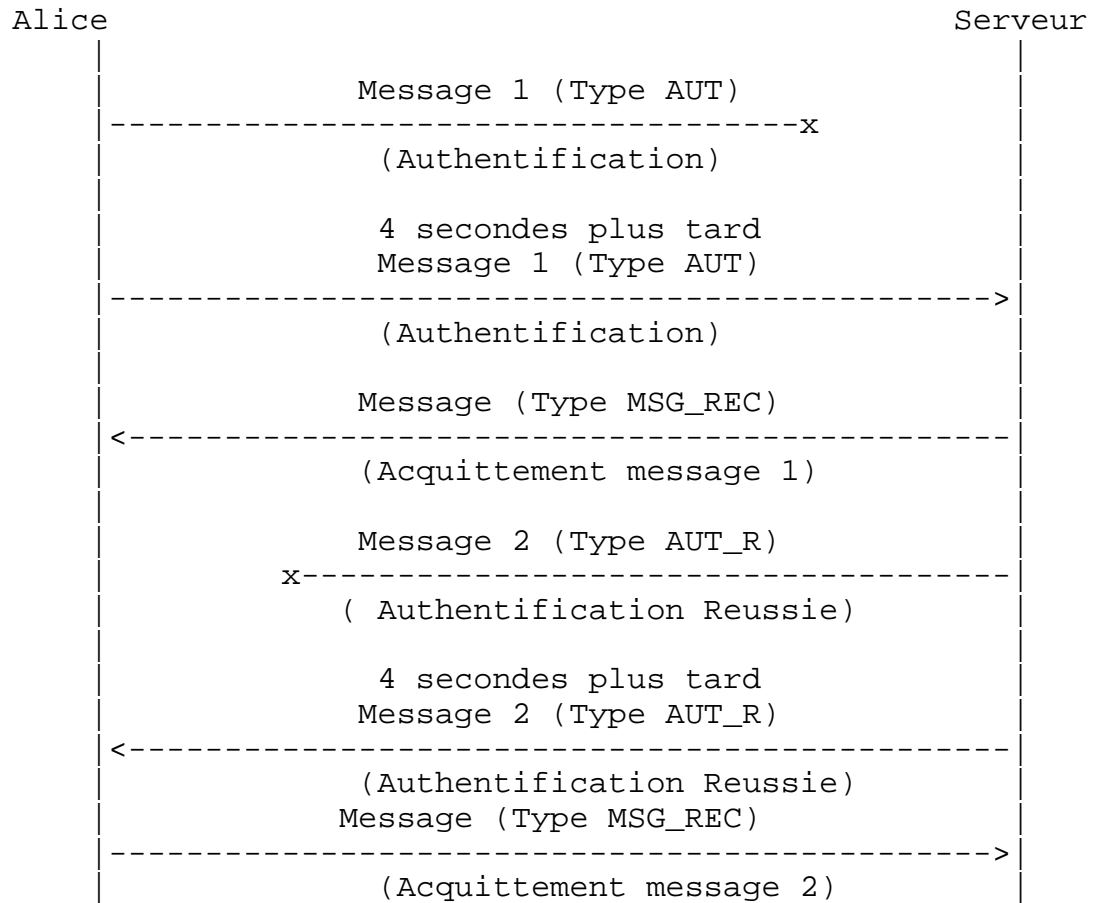 Alice Serveur
Message 1 (Type AUT)
-------------------------------------x
(Authentification)
4 secondes plus tard
Message 1 (Type AUT)
----------------------------------------------->
(Authentification)
Message (Type MSG_REC)
<-----------------------------------------------
(Acquittement message 1)
Message 2 (Type AUT_R)
x--------------------------------------
( Authentification Reussie)
4 secondes plus tard
Message 2 (Type AUT_R)
<-----------------------------------------------
(Authentification Reussie)
Message (Type MSG_REC)
----------------------------------------------->
(Acquittement message 2)